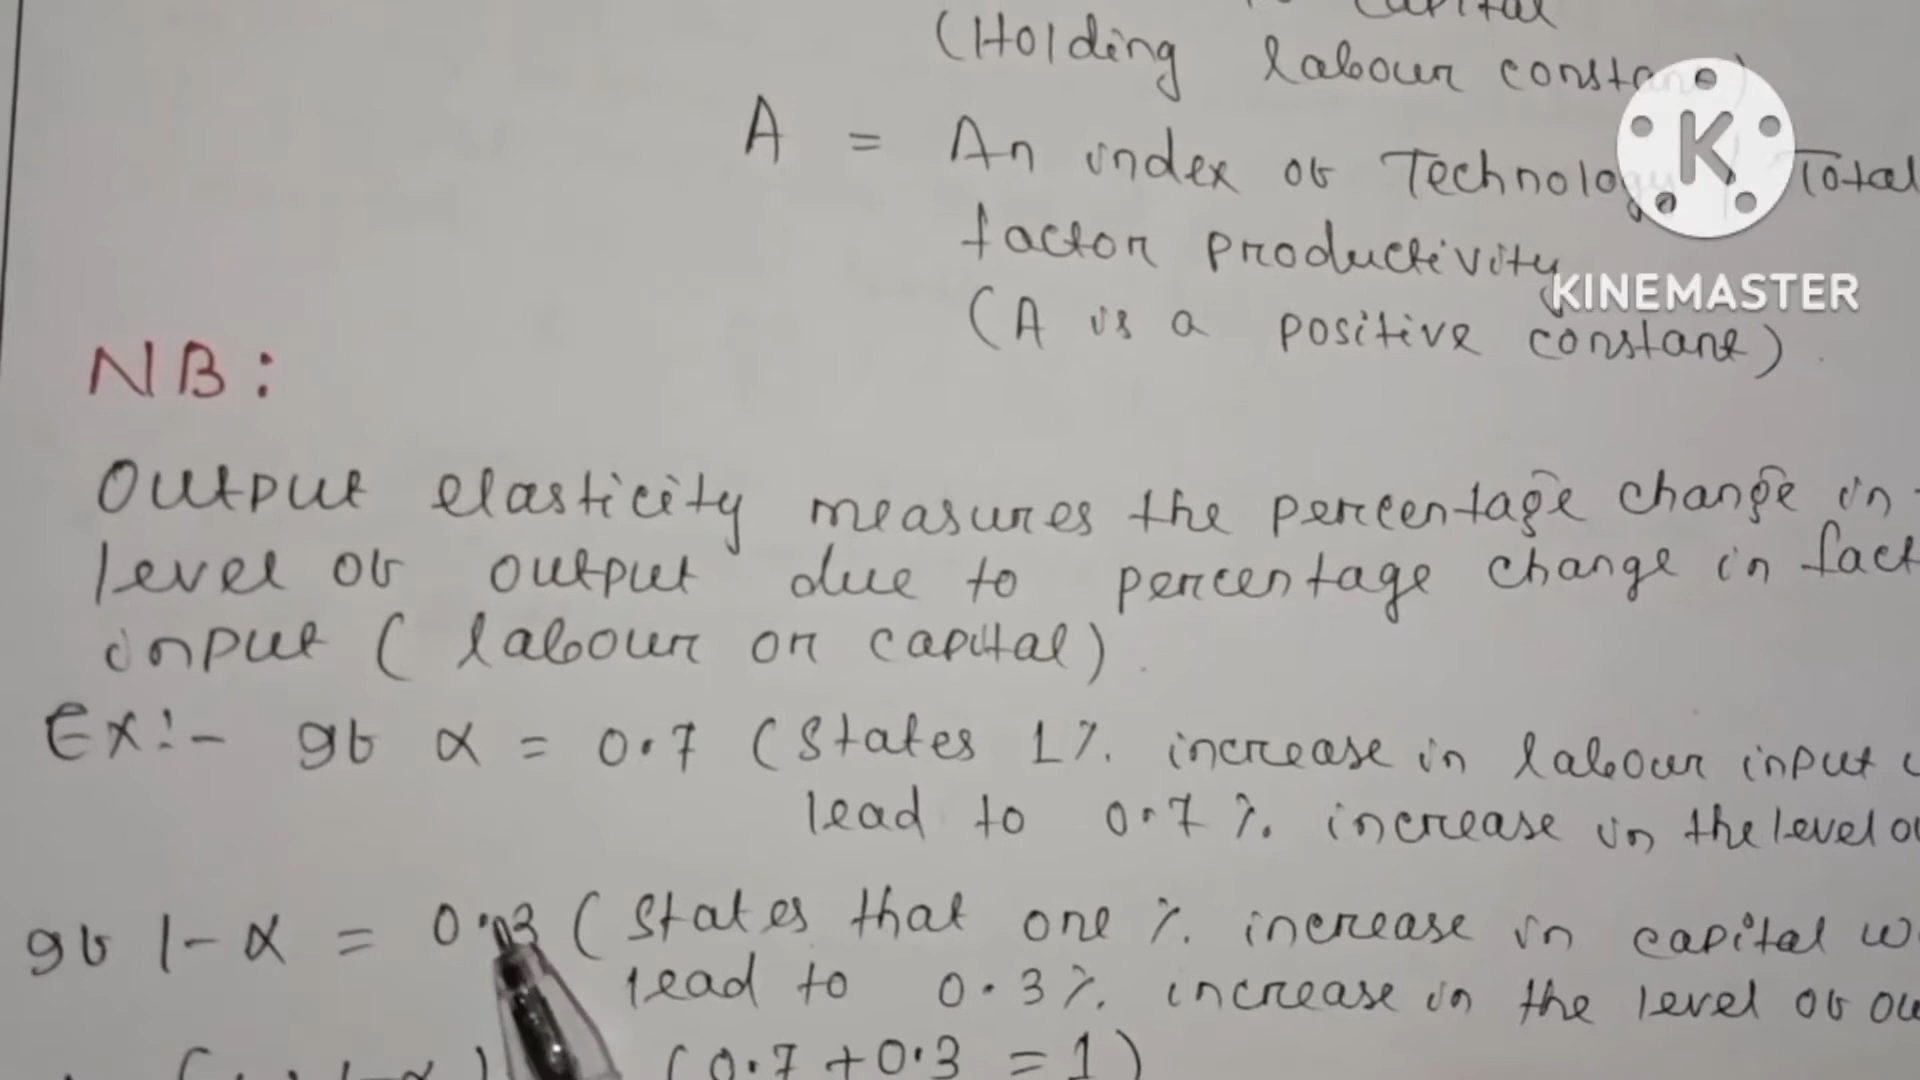 capital
(Holding labour constant)
A = An index of Technology, Total
factor productivity
(A is a positive constant)
KINEMASTER
NB:
Output elasticity measures the percentage change in
level of output due to percentage change in fact
input (labour or capital)
Ex:- If α = 0.7 (States 1% increase in labour input
lead to 0.7% increase in the level o
If 1-α = 0.3 (States that one % increase in capital w
lead to 0.3% increase in the level of ou
(0.7+0.3 = 1)